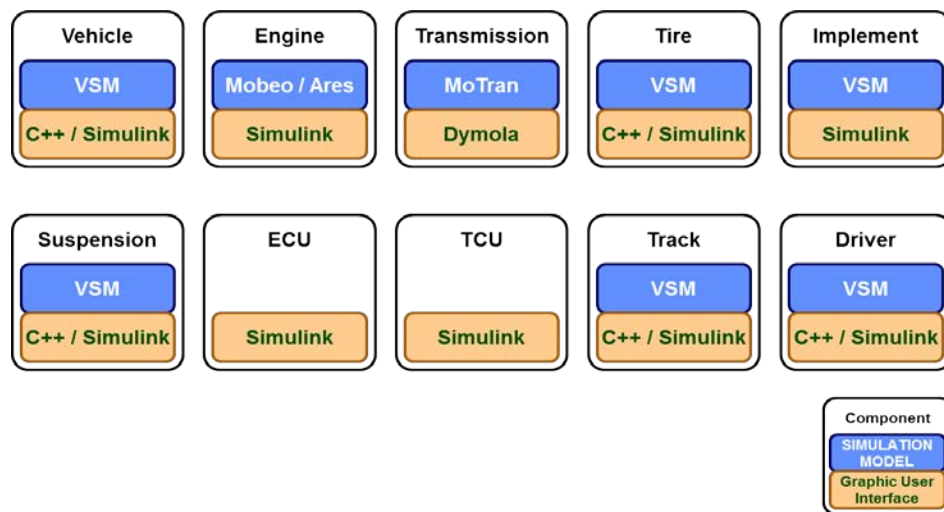 Vehicle
VSM
C++ / Simulink
Engine
Mobeo / Ares
Simulink
Transmission
MoTran
Dymola
Tire
VSM
C++ / Simulink
Implement
VSM
Simulink
Suspension
VSM
C++ / Simulink
ECU
Simulink
TCU
Simulink
Track
VSM
C++ / Simulink
Driver
VSM
C++ / Simulink
Component
SIMULATION
MODEL
Graphic User
Interface